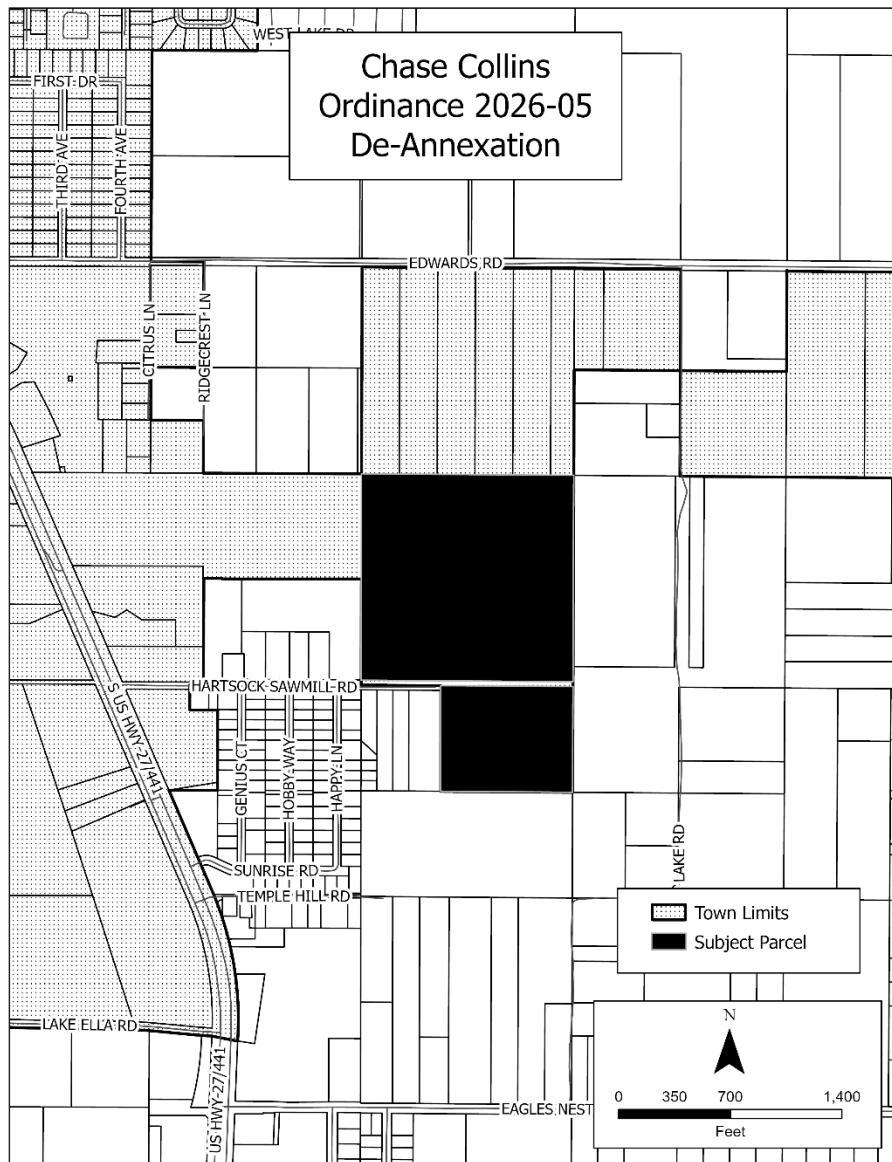 WEST LAKE DR
Chase Collins
Ordinance 2026-05
De-Annexation
FIRST DR
THIRD AVE
FOURTH AVE
EDWARDS RD
CITRUS LN
RIDGECREST LN
HARTSOCK SAWMILL RD
S US HWY-27/441
GENIUS CT
HOBBY WAY
HAPPY LN
SUNRISE RD
TEMPLE HILL RD
LAKE RD
Town Limits
Subject Parcel
LAKE ELLA RD
US HWY-27/441
EAGLES NEST
N
0 350 700 1,400
Feet